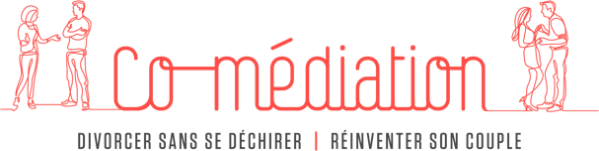 Co-médiation
DIVORCER SANS SE DÉCHIRER | RÉINVENTER SON COUPLE